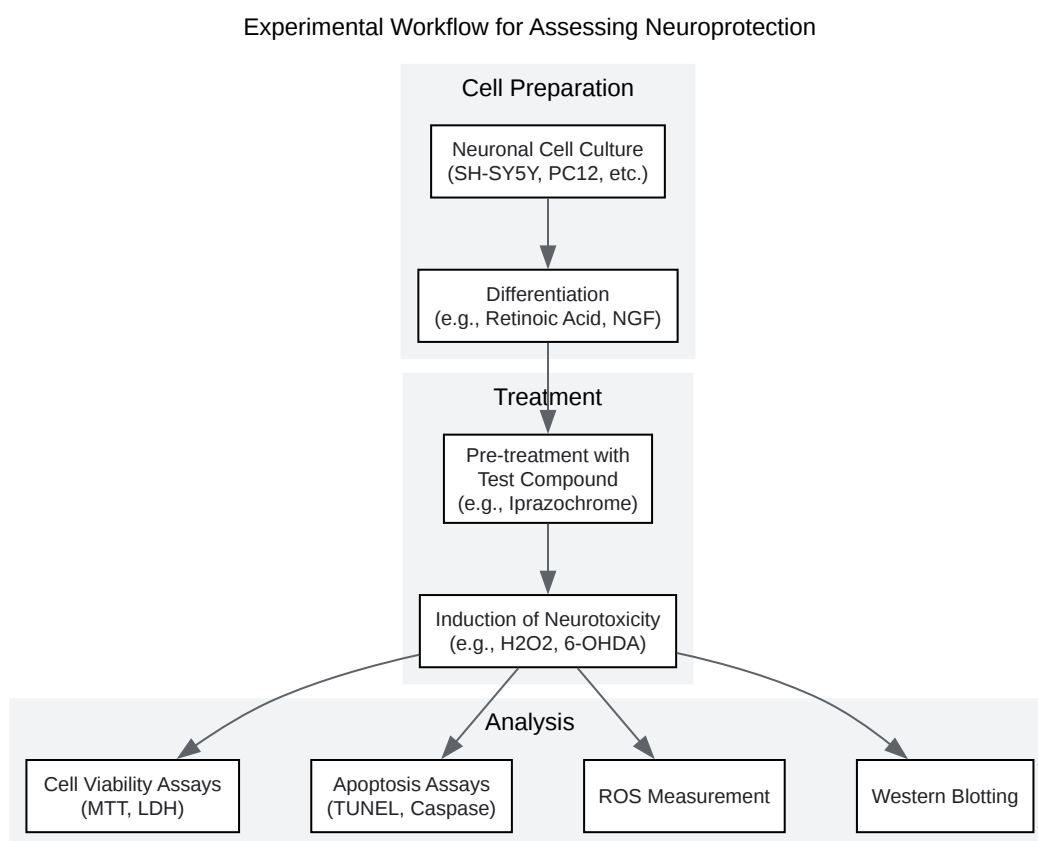 Experimental Workflow for Assessing Neuroprotection
Cell Preparation
Neuronal Cell Culture
(SH-SY5Y, PC12, etc.)
Differentiation
(e.g., Retinoic Acid, NGF)
Treatment
Pre-treatment with
Test Compound
(e.g., Iprazochrome)
Induction of Neurotoxicity
(e.g., H2O2, 6-OHDA)
Analysis
Cell Viability Assays
(MTT, LDH)
Apoptosis Assays
(TUNEL, Caspase)
ROS Measurement
Western Blotting